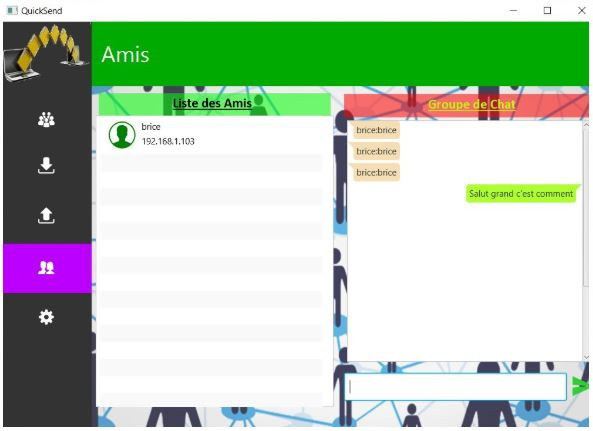 QuickSend
Amis
Liste des Amis
brice
192.168.1.103
Groupe de Chat
brice:brice
brice:brice
brice:brice
Salut grand c'est comment